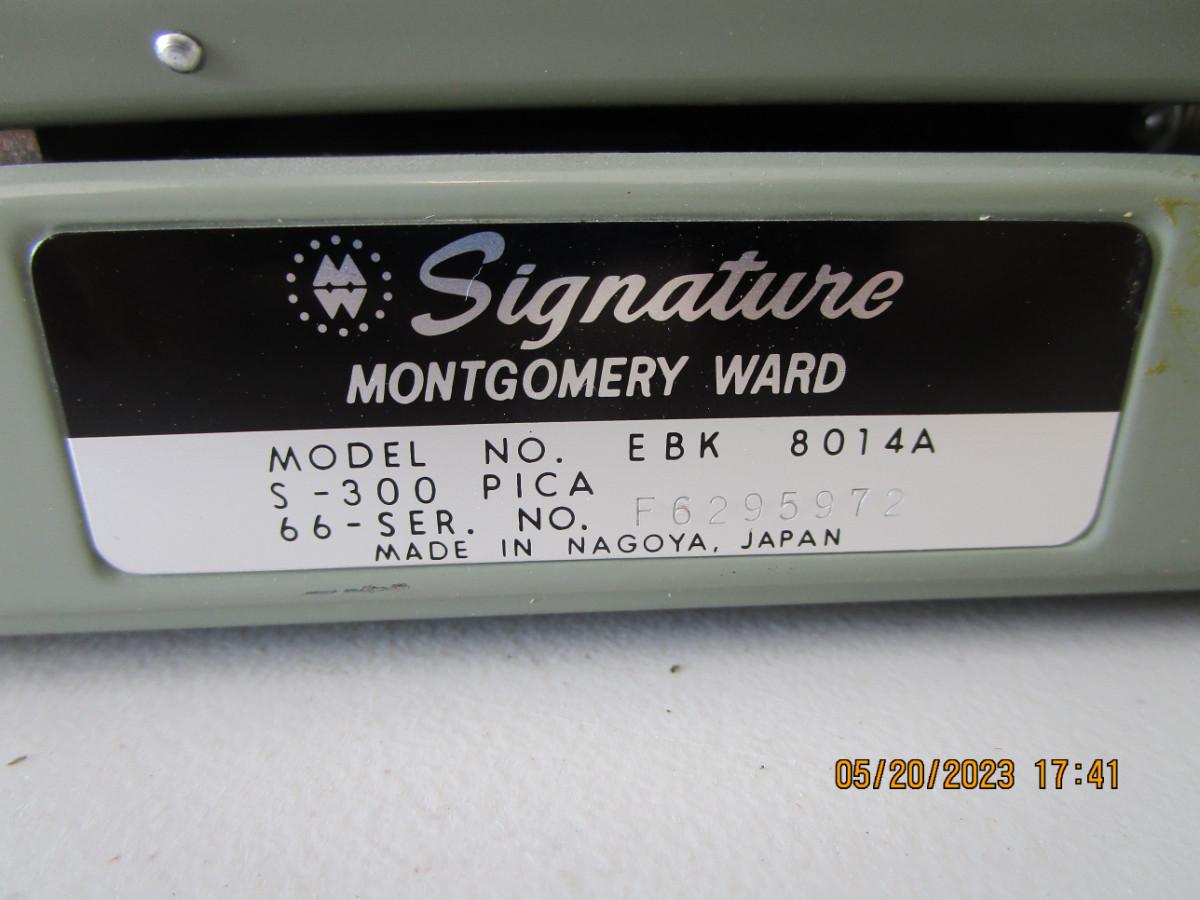 MW Signature
MONTGOMERY WARD
MODEL NO. EBK 8014A
S-300 PICA
66-SER. NO. F6295972
MADE IN NAGOYA, JAPAN
05/20/2023 17:41